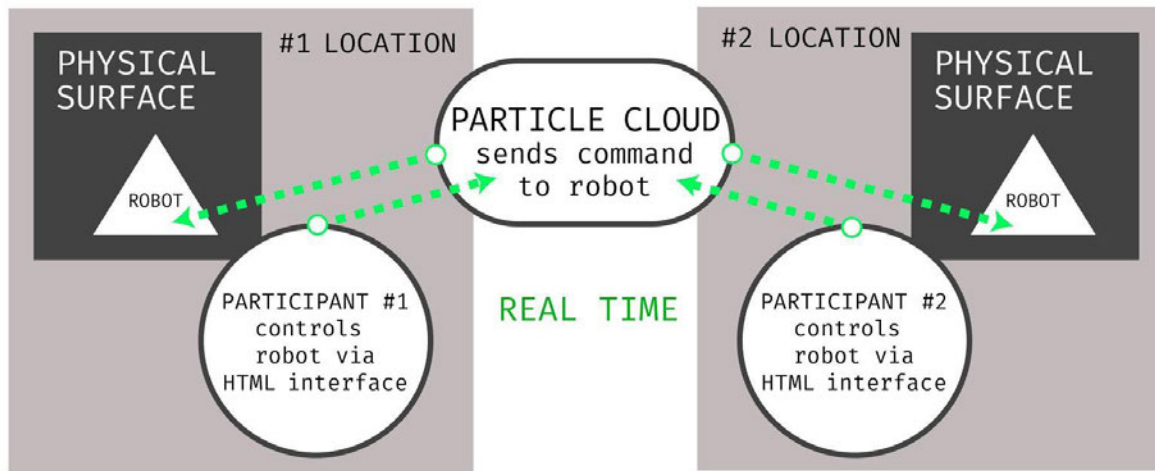 #1 LOCATION
PHYSICAL
SURFACE
ROBOT
PARTICIPANT #1
controls
robot via
HTML interface
PARTICLE CLOUD
sends command
to robot
REAL TIME
#2 LOCATION
PHYSICAL
SURFACE
ROBOT
PARTICIPANT #2
controls
robot via
HTML interface